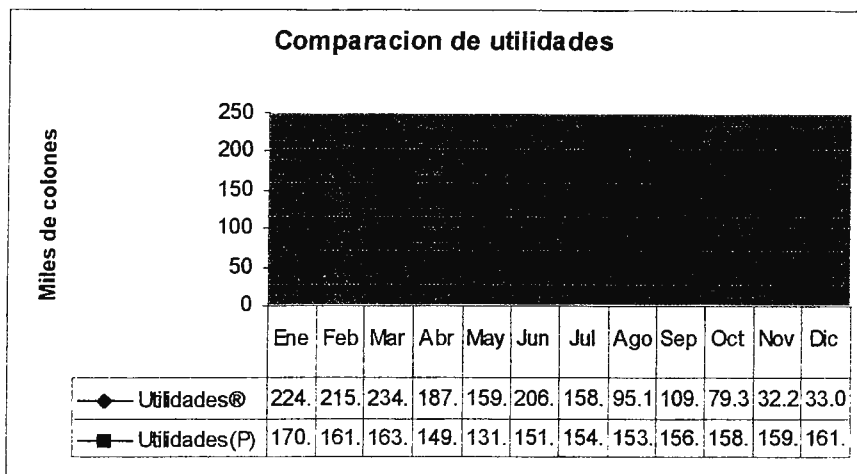 Comparacion de utilidades
Miles de colones
250
200
150
100
50
0
Ene Feb Mar Abr May Jun Jul Ago Sep Oct Nov Dic
Utilidades® 224. 215. 234. 187. 159. 206. 158. 95.1 109. 79.3 32.2 33.0
Utilidades(P) 170. 161. 163. 149. 131. 151. 154. 153. 156. 158. 159. 161.